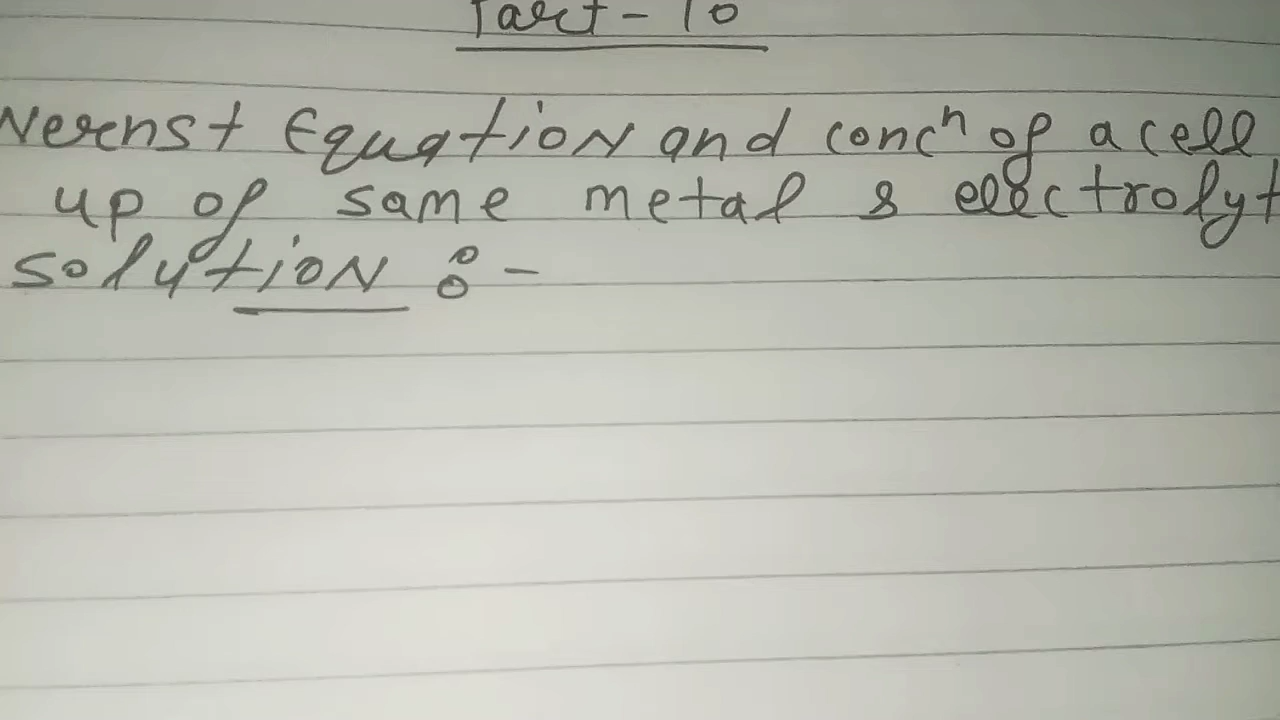 Part - 10
Nernst Equation and concⁿ of a cell
up of same metal & electrolyt
solution :-